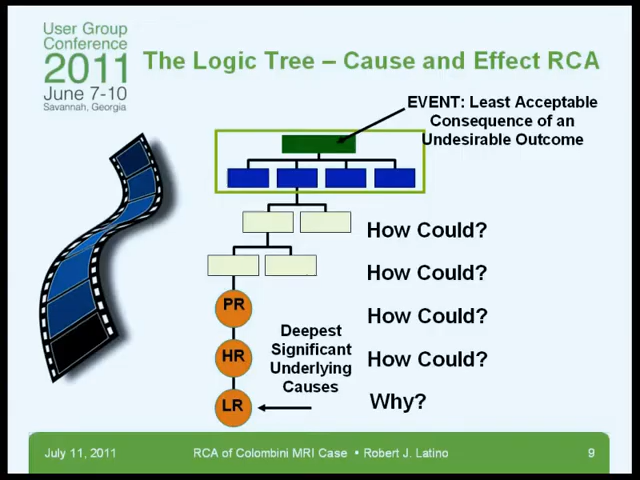 User Group
Conference
2011
June 7-10
Savannah, Georgia
The Logic Tree – Cause and Effect RCA
EVENT: Least Acceptable
Consequence of an
Undesirable Outcome
How Could?
How Could?
PR
How Could?
Deepest
Significant
Underlying
Causes
HR
How Could?
LR
Why?
July 11, 2011
RCA of Colombini MRI Case • Robert J. Latino
9